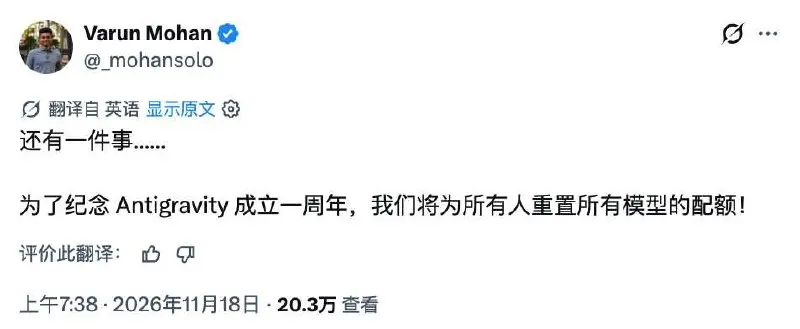 Varun Mohan
@_mohansolo
翻译自 英语 显示原文
还有一件事......
为了纪念 Antigravity 成立一周年，我们将为所有人重置所有模型的配额！
评价此翻译：
上午7:38 · 2026年11月18日 · 20.3万 查看